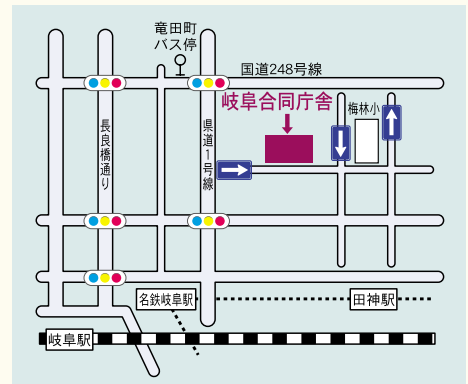 竜田町
バス停
国道248号線
岐阜合同庁舎
梅林小
長良橋通り
県道1号線
名鉄岐阜駅
田神駅
岐阜駅